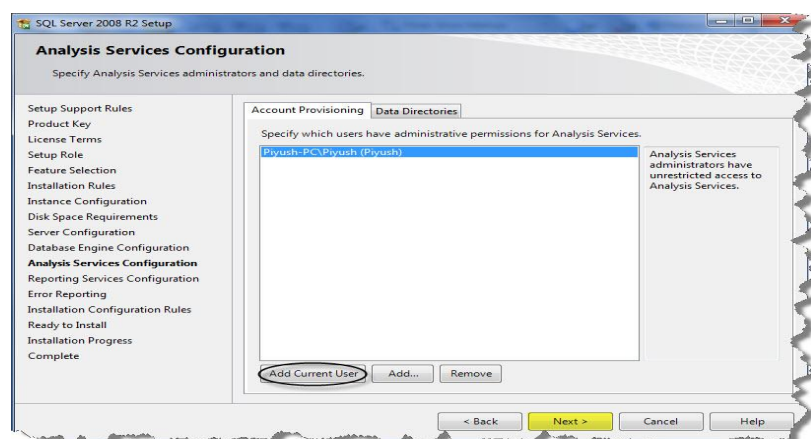 SQL Server 2008 R2 Setup
Analysis Services Configuration
Specify Analysis Services administrators and data directories.
Setup Support Rules
Product Key
License Terms
Setup Role
Feature Selection
Installation Rules
Instance Configuration
Disk Space Requirements
Server Configuration
Database Engine Configuration
Analysis Services Configuration
Reporting Services Configuration
Error Reporting
Installation Configuration Rules
Ready to Install
Installation Progress
Complete
Account Provisioning Data Directories
Specify which users have administrative permissions for Analysis Services.
Piyush-PC\Piyush (Piyush)
Analysis Services
administrators have
unrestricted access to
Analysis Services.
Add Current User Add... Remove
< Back Next > Cancel Help